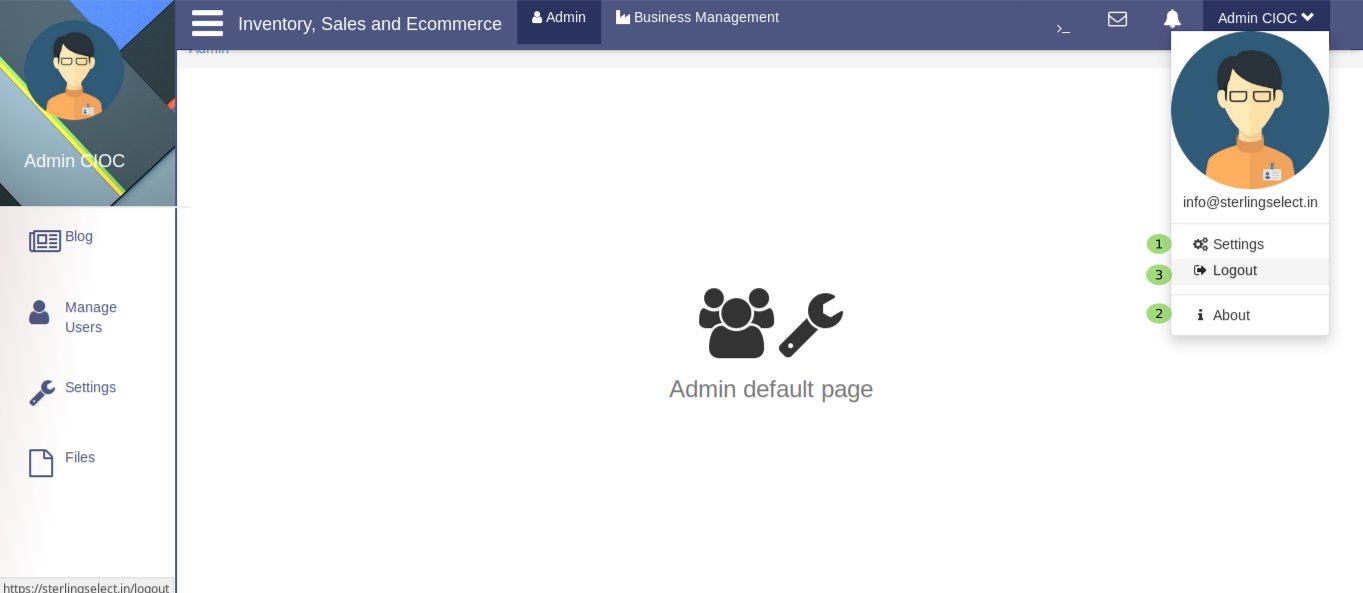 Inventory, Sales and Ecommerce
Admin
Business Management
>_
Admin CIOC
Admin
Admin CIOC
Blog
Manage
Users
Settings
Files
Admin default page
info@sterlingselect.in
1 Settings
3 Logout
2 About
https://sterlingselect.in/logout